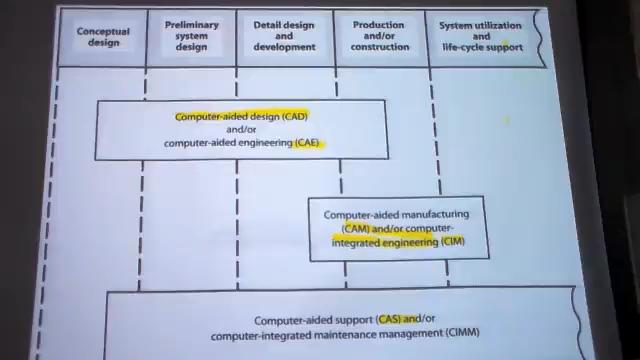 Conceptual
design
Preliminary
system
design
Detail design
and
development
Production
and/or
construction
System utilization
and
life-cycle support
Computer-aided design (CAD)
and/or
computer-aided engineering (CAE)
Computer-aided manufacturing
(CAM) and/or computer-
integrated engineering (CIM)
Computer-aided support (CAS) and/or
computer-integrated maintenance management (CIMM)